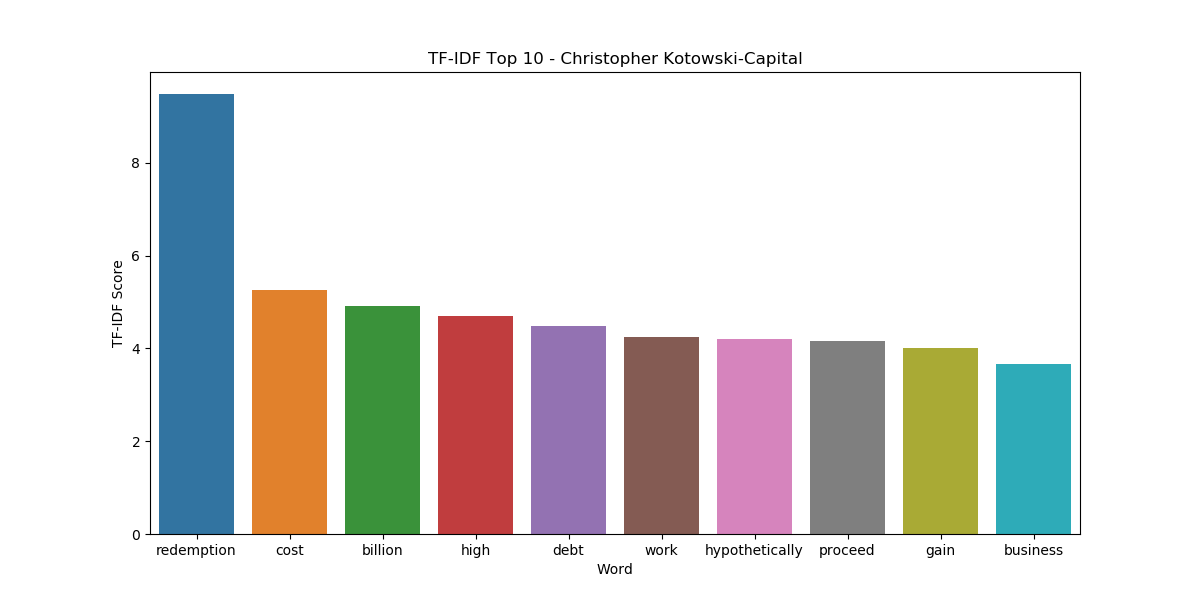 TF-IDF Top 10 - Christopher Kotowski-Capital
TF-IDF Score
8
6
4
2
0
redemption cost billion high debt work hypothetically proceed gain business
Word